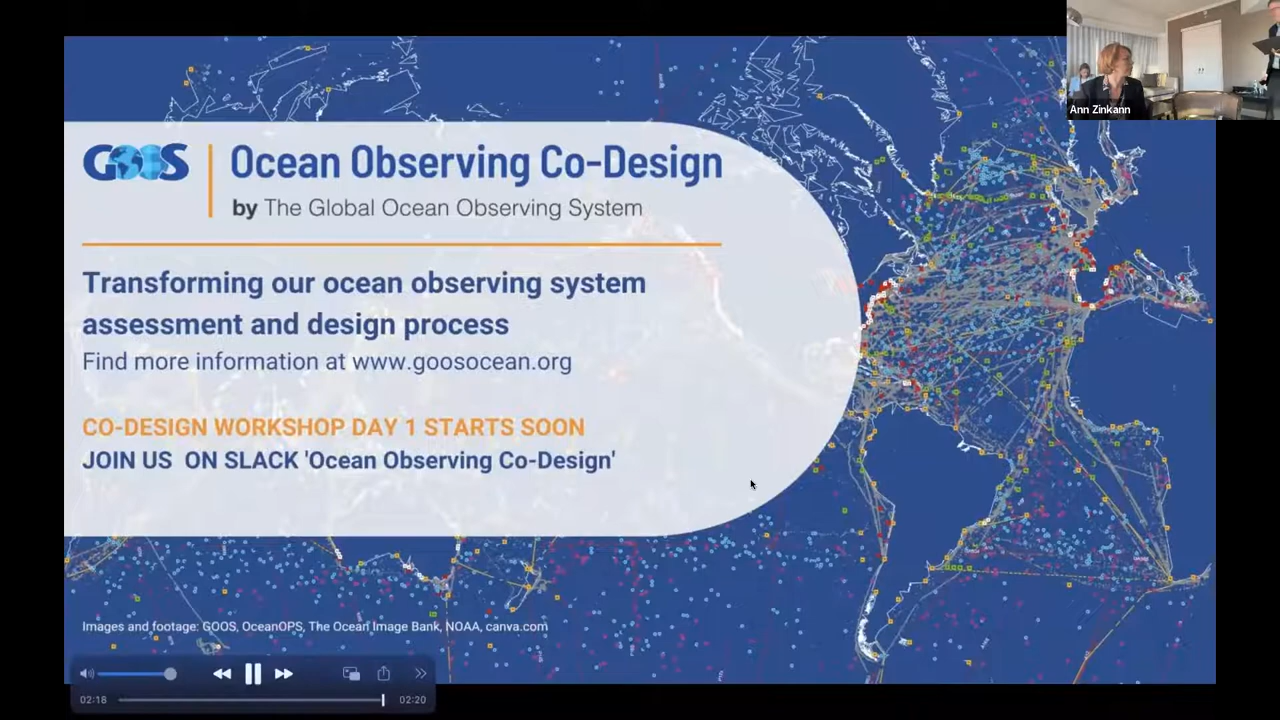 Ann Zinkann
GOOS
Ocean Observing Co-Design
by The Global Ocean Observing System
Transforming our ocean observing system
assessment and design process
Find more information at www.goosocean.org
CO-DESIGN WORKSHOP DAY 1 STARTS SOON
JOIN US ON SLACK 'Ocean Observing Co-Design'
Images and footage: GOOS, OceanOPS, The Ocean Image Bank, NOAA, canva.com
02:18
02:20